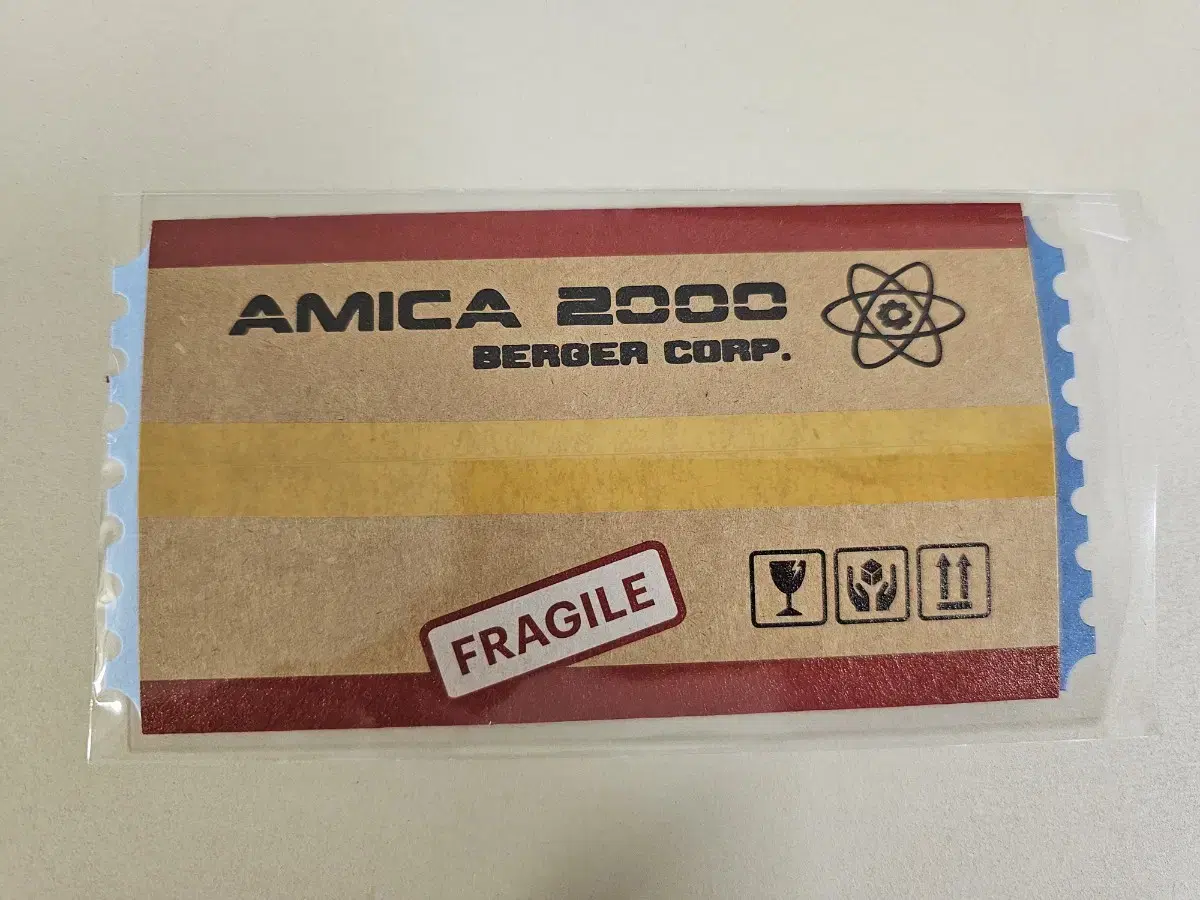 AMICA 2000
BERGER CORP.
FRAGILE